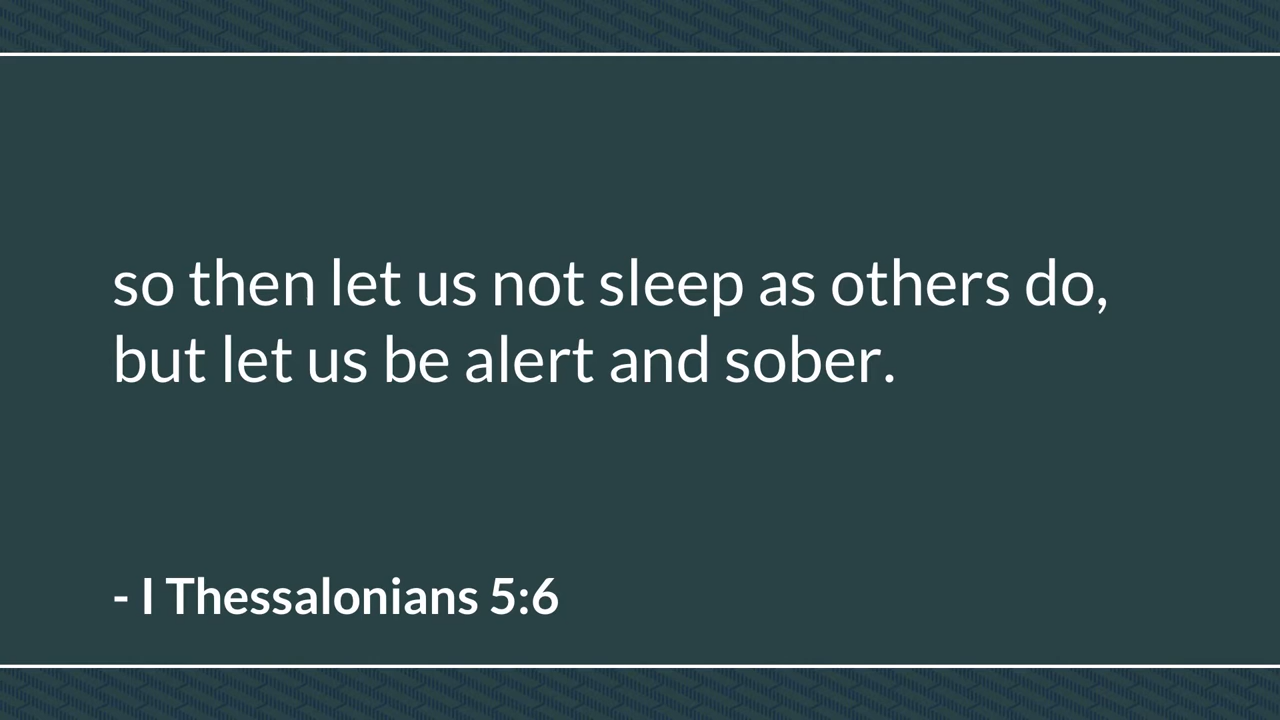 so then let us not sleep as others do,
but let us be alert and sober.
- I Thessalonians 5:6